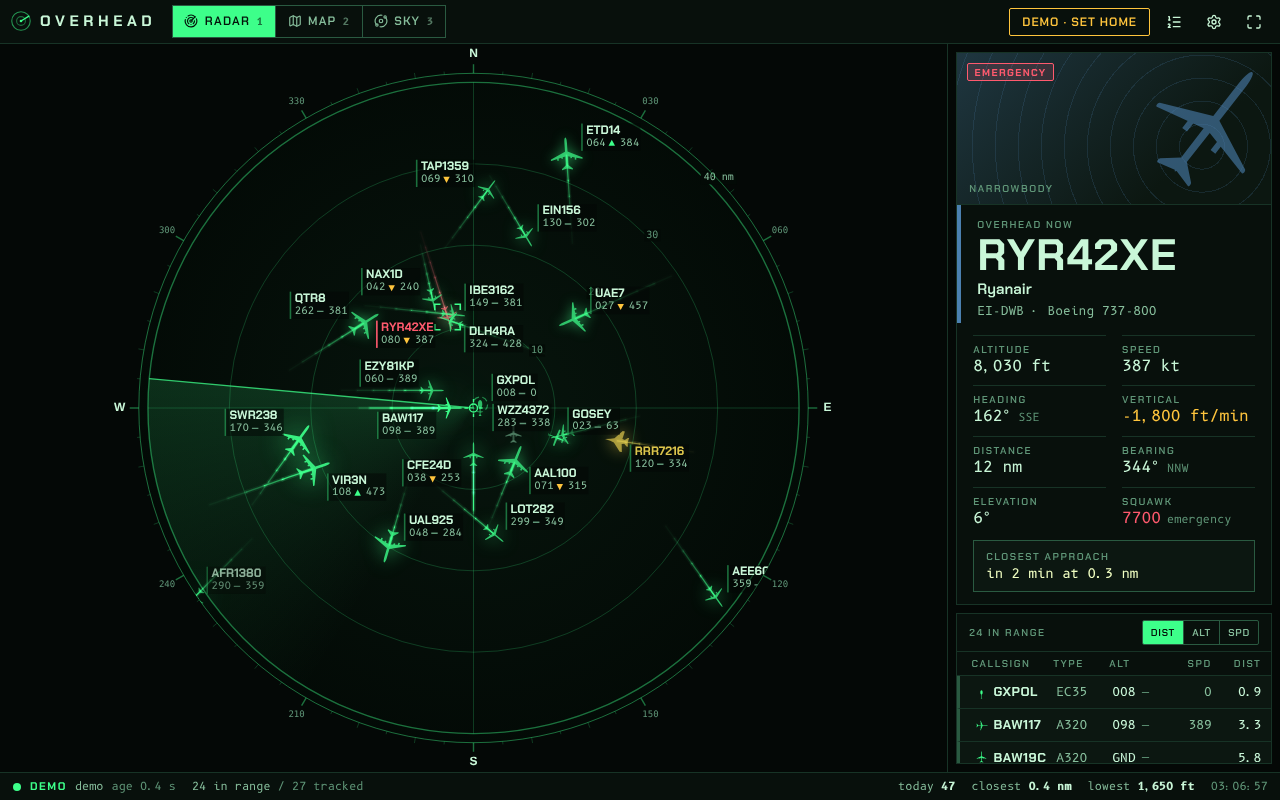 OVERHEAD
RADAR 1
MAP 2
SKY 3
DEMO · SET HOME
N
330
030
300
060
W
E
240
120
210
150
S
40 nm
30
10
ETD14
064 ▲ 384
TAP1359
069 ▼ 310
EIN156
130 — 302
NAX1D
042 ▼ 240
IBE3162
149 — 381
QTR8
262 — 381
UAE7
027 ▼ 457
RYR42XE
080 ▼ 387
DLH4RA
324 — 428
EZY81KP
060 — 389
GXPOL
008 — 0
BAW117
098 — 389
WZZ4372
283 — 338
GOSEY
023 — 63
SWR238
170 — 346
RRR7216
120 — 334
CFE24D
038 ▼ 253
AAL100
071 ▼ 315
VIR3N
108 ▲ 473
LOT282
299 — 349
UAL925
048 — 284
AFR1380
290 — 359
359
EMERGENCY
NARROWBODY
OVERHEAD NOW
RYR42XE
Ryanair
EI-DWB · Boeing 737-800
ALTITUDE
8,030 ft
SPEED
387 kt
HEADING
162° SSE
VERTICAL
-1,800 ft/min
DISTANCE
12 nm
BEARING
344° NNW
ELEVATION
6°
SQUAWK
7700 emergency
CLOSEST APPROACH
in 2 min at 0.3 nm
24 IN RANGE
DIST ALT SPD
CALLSIGN TYPE ALT SPD DIST
GXPOL EC35 008 — 0 0.9
BAW117 A320 098 — 389 3.3
BAW19C A320 GND — 5.8
DEMO demo age 0.4 s 24 in range / 27 tracked
today 47 closest 0.4 nm lowest 1,650 ft 03:06:57